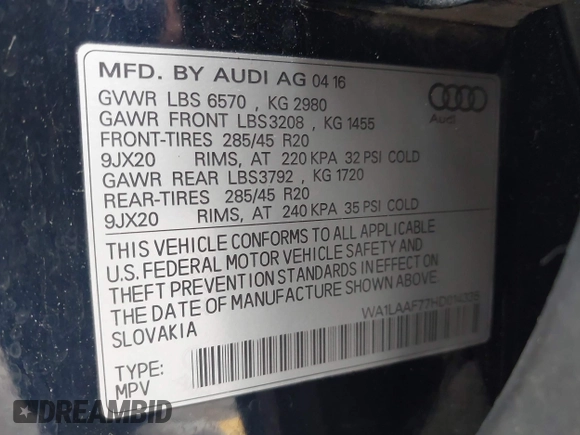 MFD. BY AUDI AG 04 16
GVWR LBS 6570 , KG 2980
GAWR FRONT LBS3208 , KG 1455
FRONT-TIRES 285/45 R20
9JX20 RIMS, AT 220 KPA 32 PSI COLD
GAWR REAR LBS3792 , KG 1720
REAR-TIRES 285/45 R20
9JX20 RIMS, AT 240 KPA 35 PSI COLD
THIS VEHICLE CONFORMS TO ALL APPLICABLE
U.S. FEDERAL MOTOR VEHICLE SAFETY AND
THEFT PREVENTION STANDARDS IN EFFECT ON
THE DATE OF MANUFACTURE SHOWN ABOVE.
SLOVAKIA
TYPE:
MPV
Audi
DREAMBID